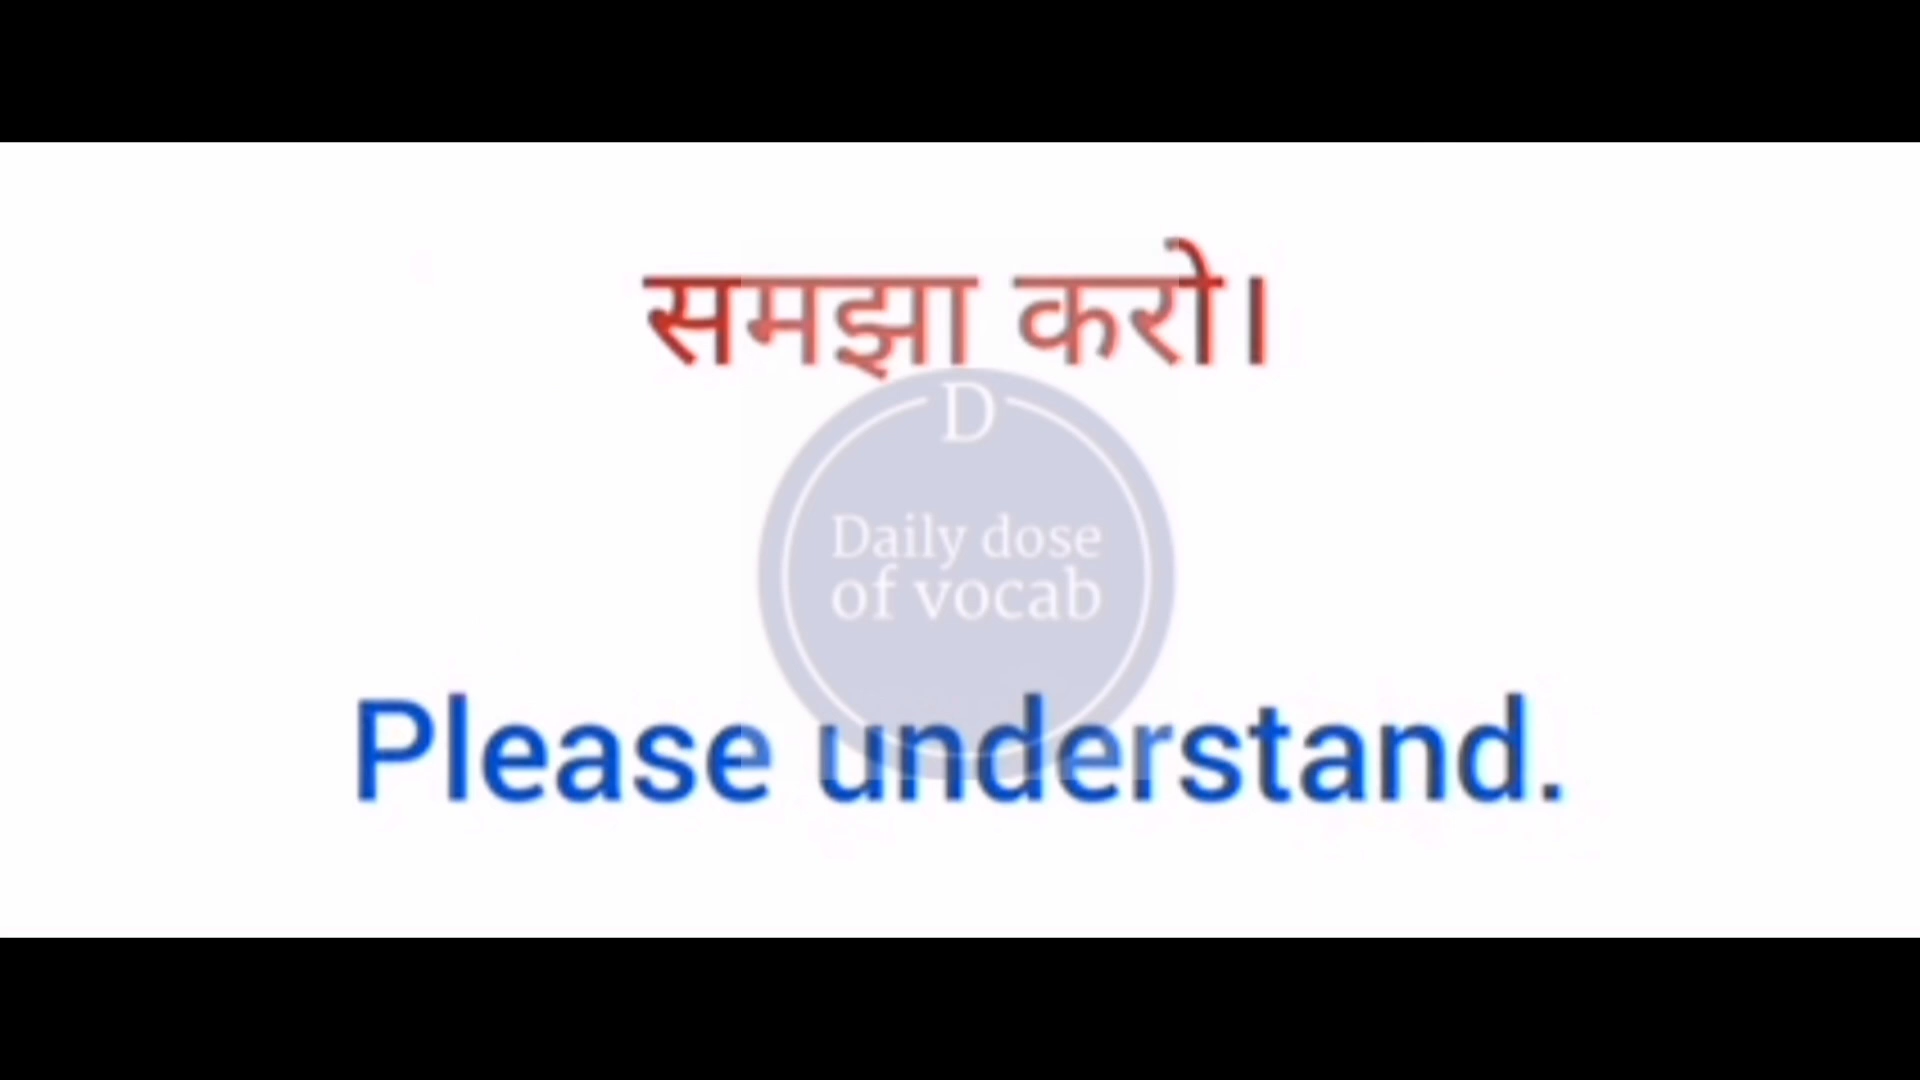 समझा करो।
D
Daily dose
of vocab
Please understand.